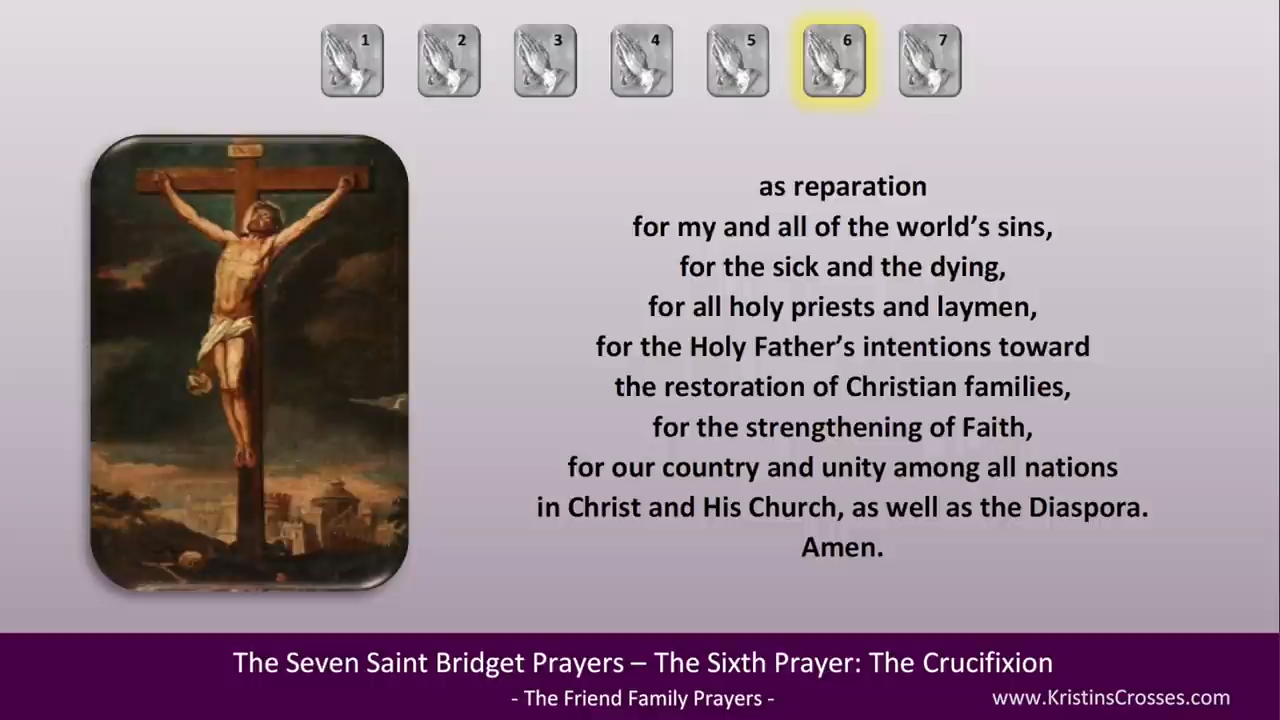 1
2
3
4
5
6
7
as reparation
for my and all of the world’s sins,
for the sick and the dying,
for all holy priests and laymen,
for the Holy Father’s intentions toward
the restoration of Christian families,
for the strengthening of Faith,
for our country and unity among all nations
in Christ and His Church, as well as the Diaspora.
Amen.
The Seven Saint Bridget Prayers – The Sixth Prayer: The Crucifixion
- The Friend Family Prayers -
www.KristinsCrosses.com